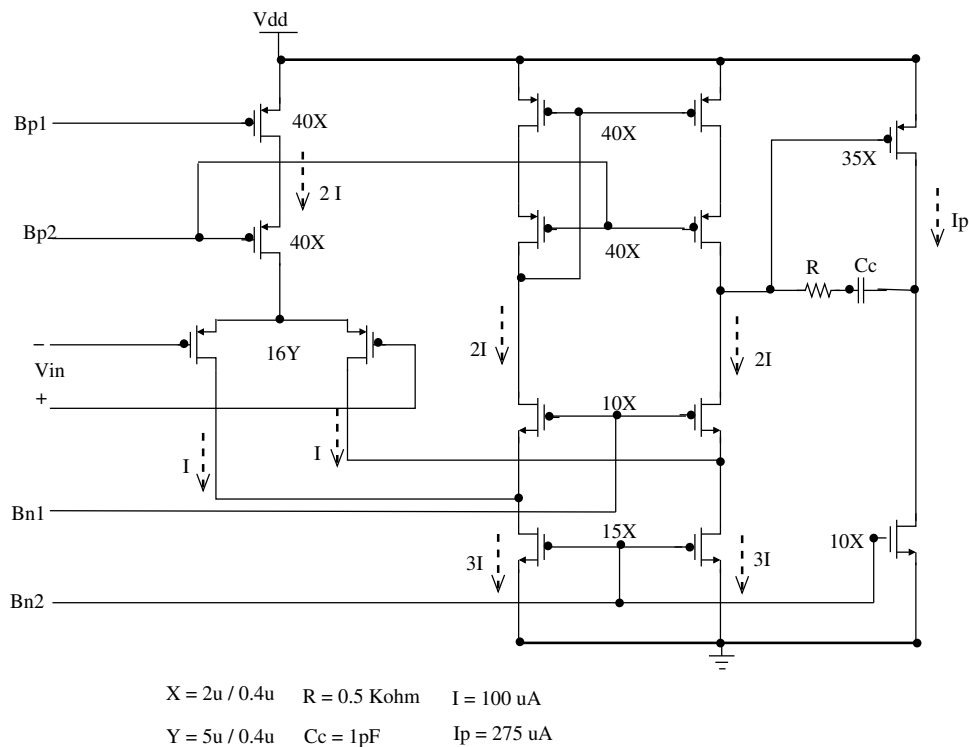 Vdd
Bp1
40X
40X
35X
2 I
Ip
Bp2
40X
40X
R
Cc
−
Vin
+
16Y
2I
2I
10X
I
I
Bn1
15X
10X
3I
3I
Bn2
X = 2u / 0.4u R = 0.5 Kohm I = 100 uA
Y = 5u / 0.4u Cc = 1pF Ip = 275 uA